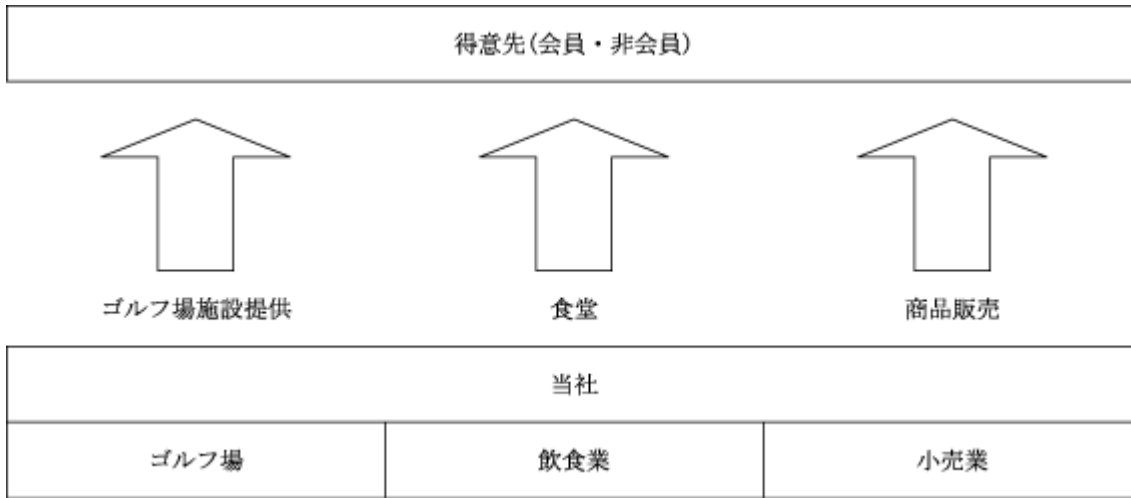 得意先(会員・非会員)
ゴルフ場施設提供 食堂 商品販売
当社
ゴルフ場 飲食業 小売業